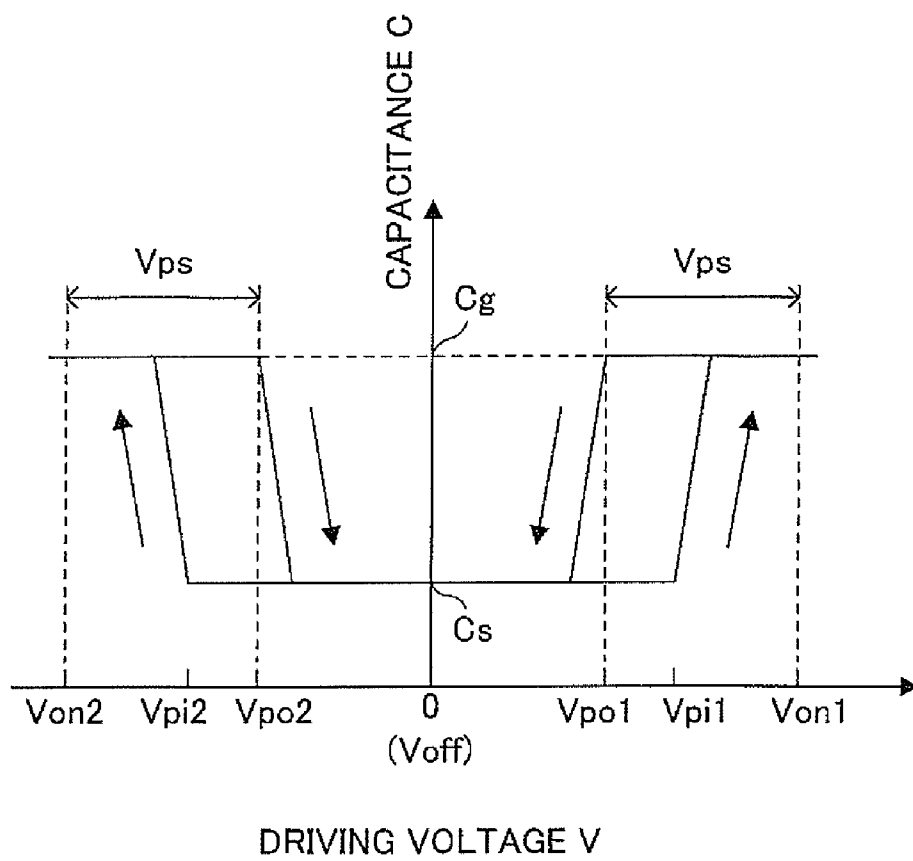 CAPACITANCE C
Vps
Vps
Cg
Cs
Von2
Vpi2
Vpo2
0
Vpo1
Vpi1
Von1
(Voff)
DRIVING VOLTAGE V